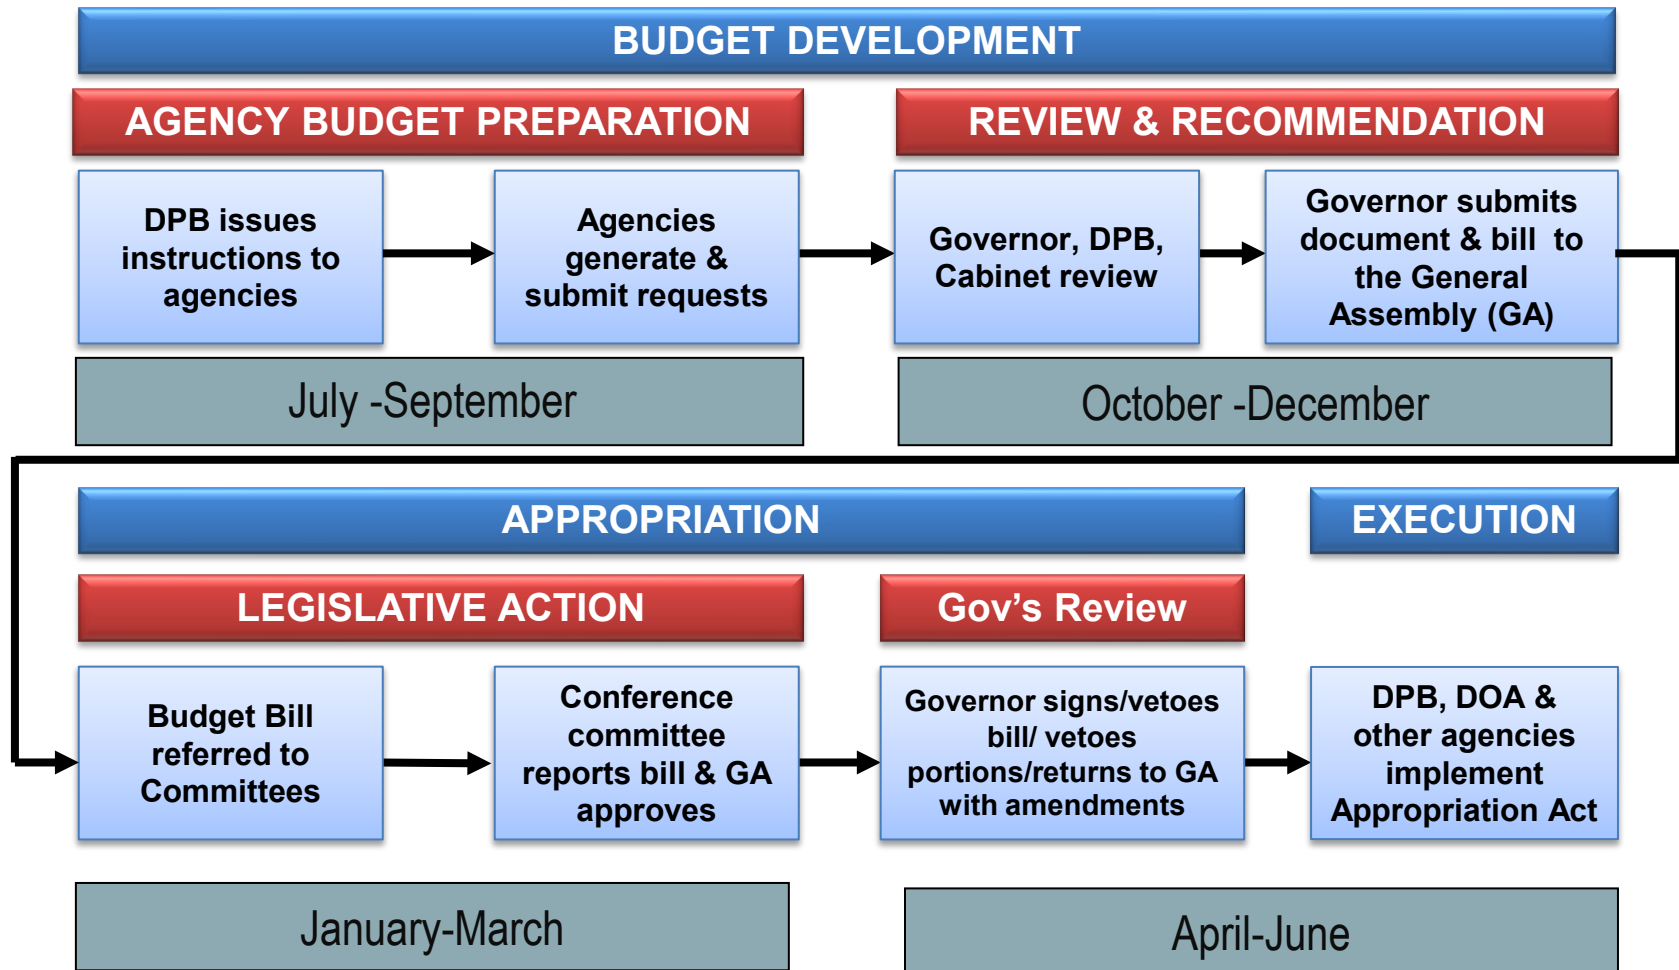 BUDGET DEVELOPMENT
AGENCY BUDGET PREPARATION
REVIEW & RECOMMENDATION
DPB issues
instructions to
agencies
Agencies
generate &
submit requests
Governor, DPB,
Cabinet review
Governor submits
document & bill to
the General
Assembly (GA)
July -September
October -December
APPROPRIATION
EXECUTION
LEGISLATIVE ACTION
Gov's Review
Budget Bill
referred to
Committees
Conference
committee
reports bill & GA
approves
Governor signs/vetoes
bill/ vetoes
portions/returns to GA
with amendments
DPB, DOA &
other agencies
implement
Appropriation Act
January-March
April-June